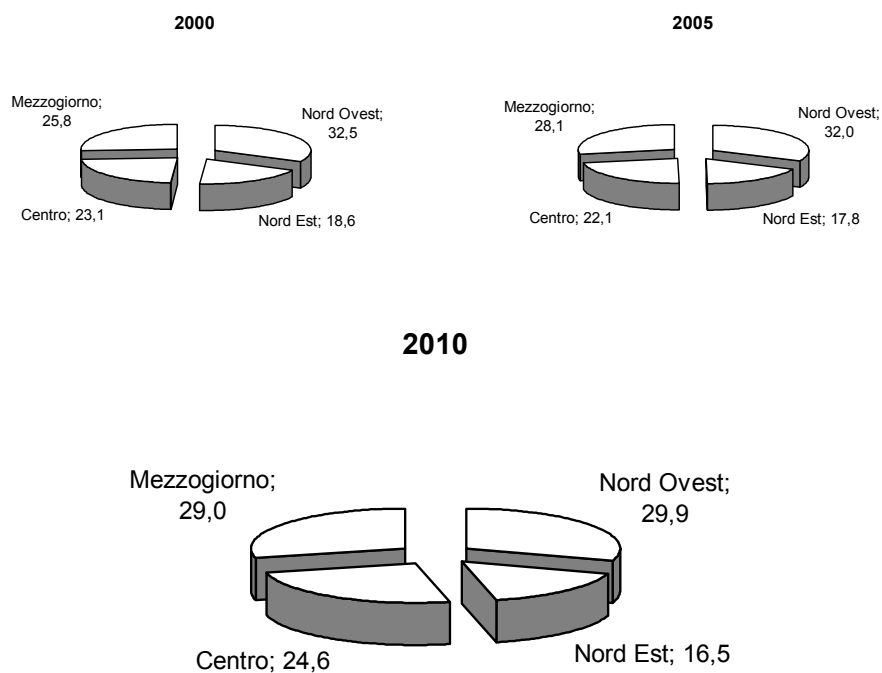 2000
Mezzogiorno;
25,8
Nord Ovest;
32,5
Centro; 23,1
Nord Est; 18,6
2005
Mezzogiorno;
28,1
Nord Ovest;
32,0
Centro; 22,1
Nord Est; 17,8
2010
Mezzogiorno;
29,0
Nord Ovest;
29,9
Centro; 24,6
Nord Est; 16,5